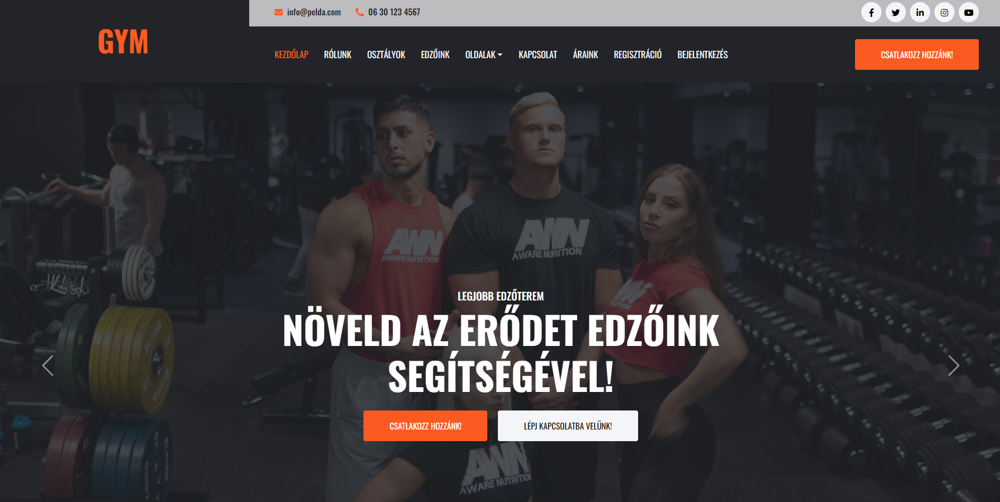 info@pelda.com 06 30 123 4567
GYM
KEZDŐLAP RÓLUNK OSZTÁLYOK EDZŐINK OLDALAK KAPCSOLAT ÁRAINK REGISZTRÁCIÓ BEJELENTKEZÉS
CSATLAKOZZ HOZZÁNK!
AWN
AWARE NUTRITION
AWN
AWARE NUTRITION
LEGJOBB EDZŐTEREM
NÖVELD AZ ERŐDET EDZŐINK
SEGÍTSÉGÉVEL!
CSATLAKOZZ HOZZÁNK!
LÉPJ KAPCSOLATBA VELÜNK!
AWN
AWARE NUTRITION